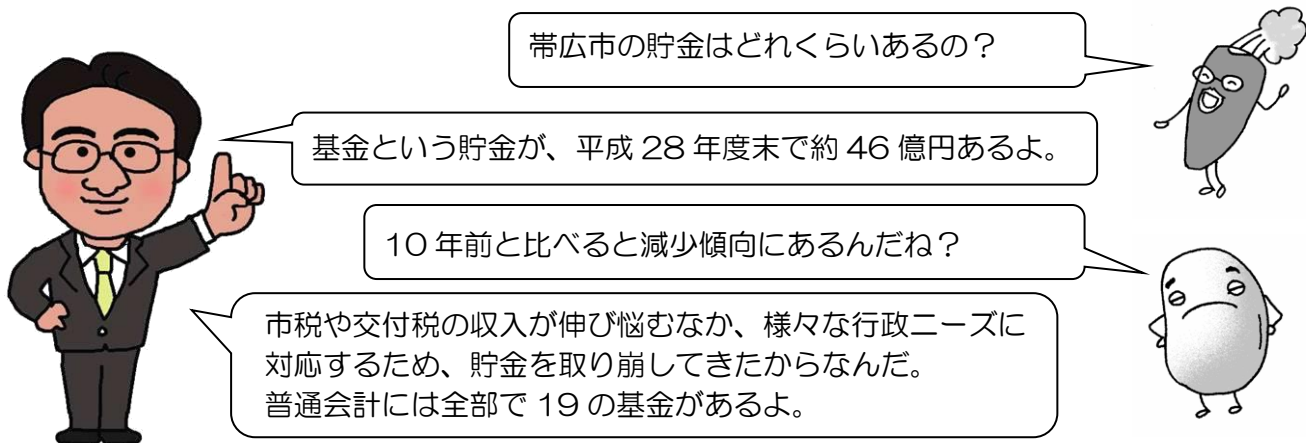 帯広市の貯金はどれくらいあるの？
基金という貯金が、平成 28 年度末で約 46 億円あるよ。
10 年前と比べると減少傾向にあるんだね？
市税や交付税の収入が伸び悩むなか、様々な行政ニーズに
対応するため、貯金を取り崩してきたからなんだ。
普通会計には全部で 19 の基金があるよ。